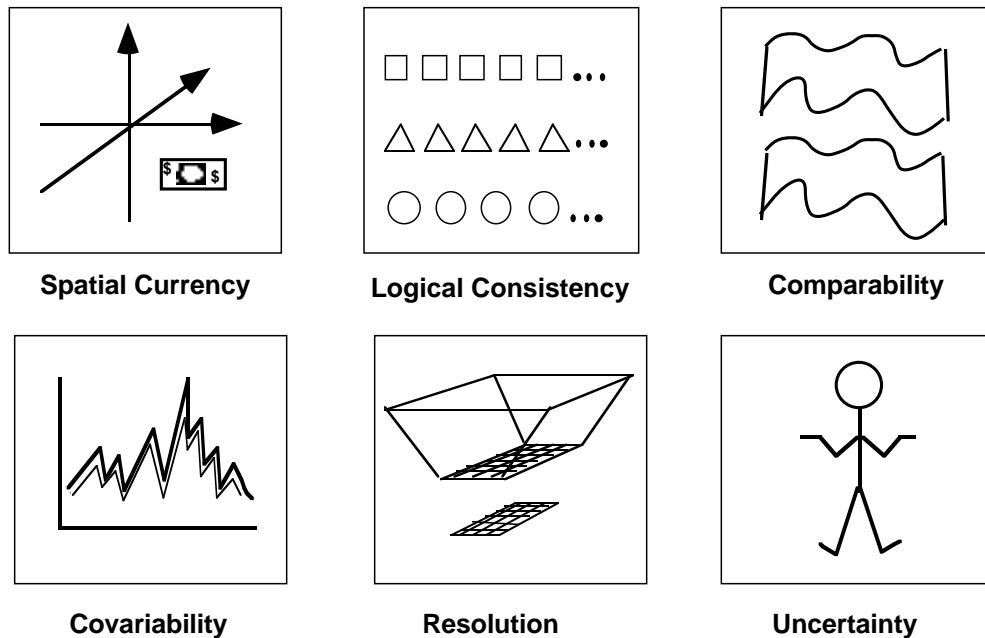 $ $
Spatial Currency
Logical Consistency
Comparability
Covariability
Resolution
Uncertainty